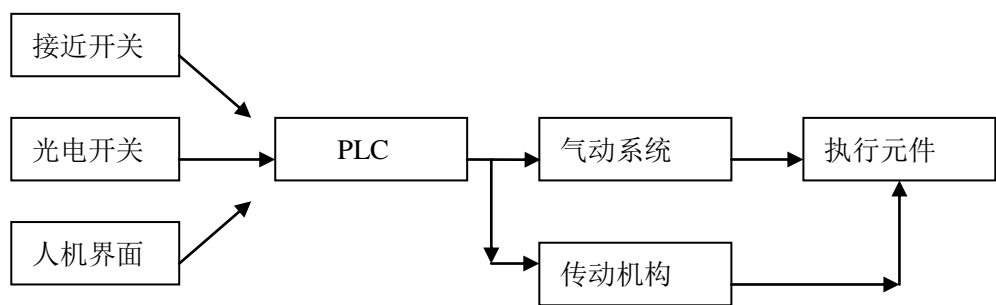 接近开关
光电开关
PLC
气动系统
执行元件
人机界面
传动机构